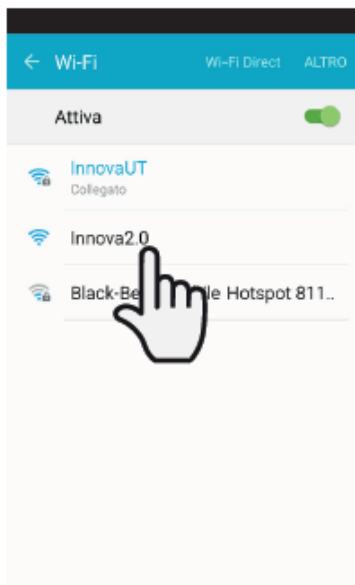 Wi-Fi Wi-Fi Direct ALTRO
Attiva
InnovaUT
Collegato
Innova2.0
Hotspot 811..